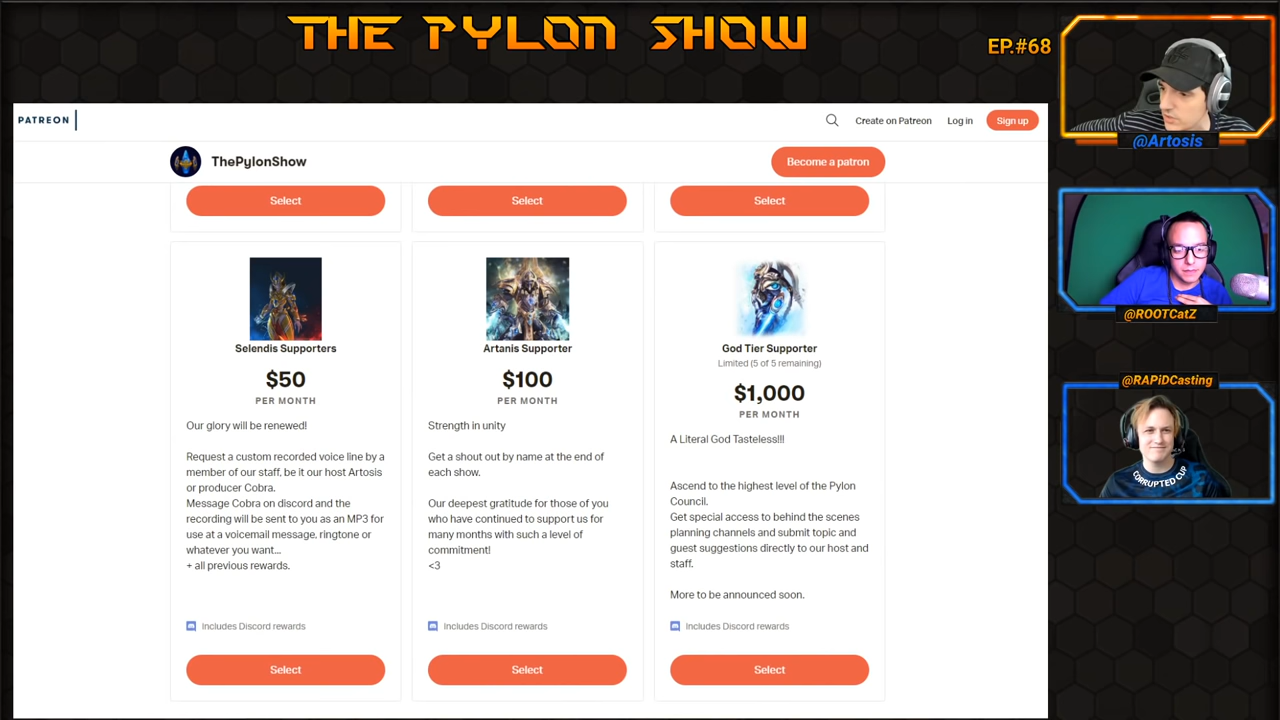 THE PYLON SHOW
EP.#68
@Artosis
@ROOTCatZ
@RAPiDCasting
CORRUPTED CUP
PATREON
Create on Patreon
Log in
Sign up
ThePylonShow
Become a patron
Select
Select
Select
Selendis Supporters
$50
PER MONTH
Our glory will be renewed!
Request a custom recorded voice line by a
member of our staff, be it our host Artosis
or producer Cobra.
Message Cobra on discord and the
recording will be sent to you as an MP3 for
use at a voicemail message, ringtone or
whatever you want...
+ all previous rewards.
Includes Discord rewards
Select
Artanis Supporter
$100
PER MONTH
Strength in unity
Get a shout out by name at the end of
each show.
Our deepest gratitude for those of you
who have continued to support us for
many months with such a level of
commitment!
<3
Includes Discord rewards
Select
God Tier Supporter
Limited (5 of 5 remaining)
$1,000
PER MONTH
A Literal God Tasteless!!!
Ascend to the highest level of the Pylon
Council.
Get special access to behind the scenes
planning channels and submit topic and
guest suggestions directly to our host and
staff.
More to be announced soon.
Includes Discord rewards
Select